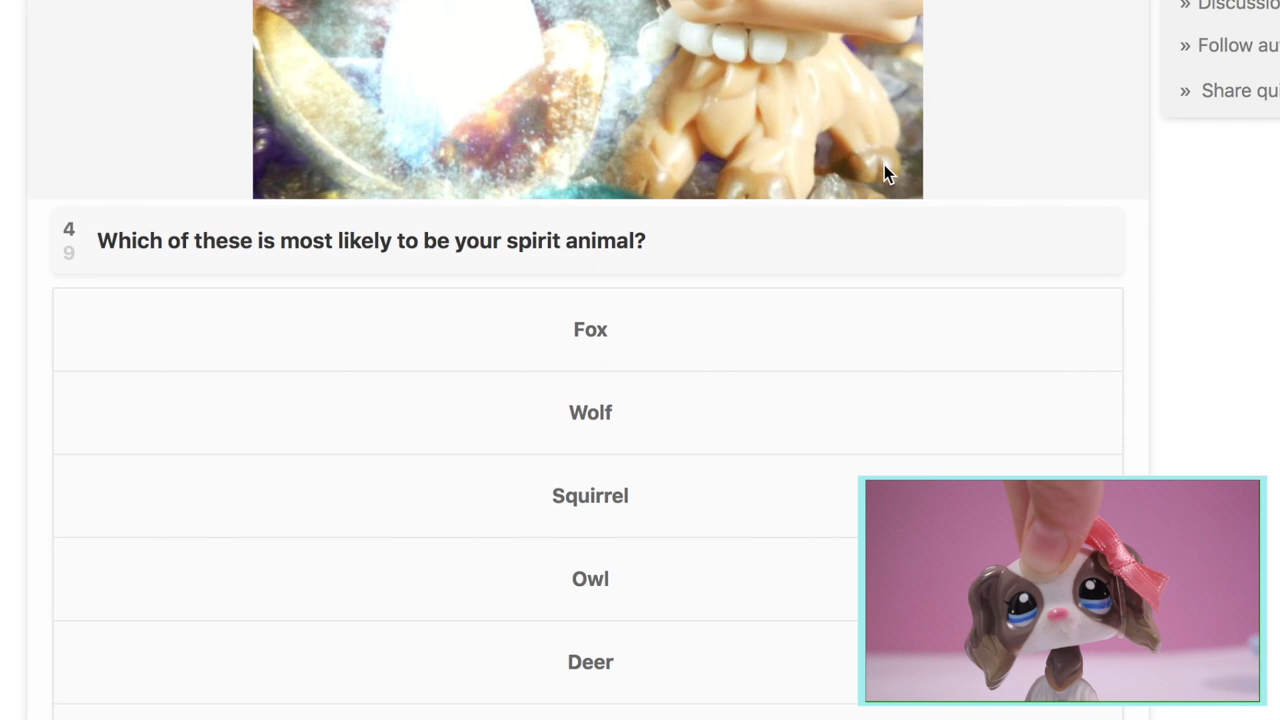 » Discussio
» Follow au
» Share qui
4
9
Which of these is most likely to be your spirit animal?
Fox
Wolf
Squirrel
Owl
Deer